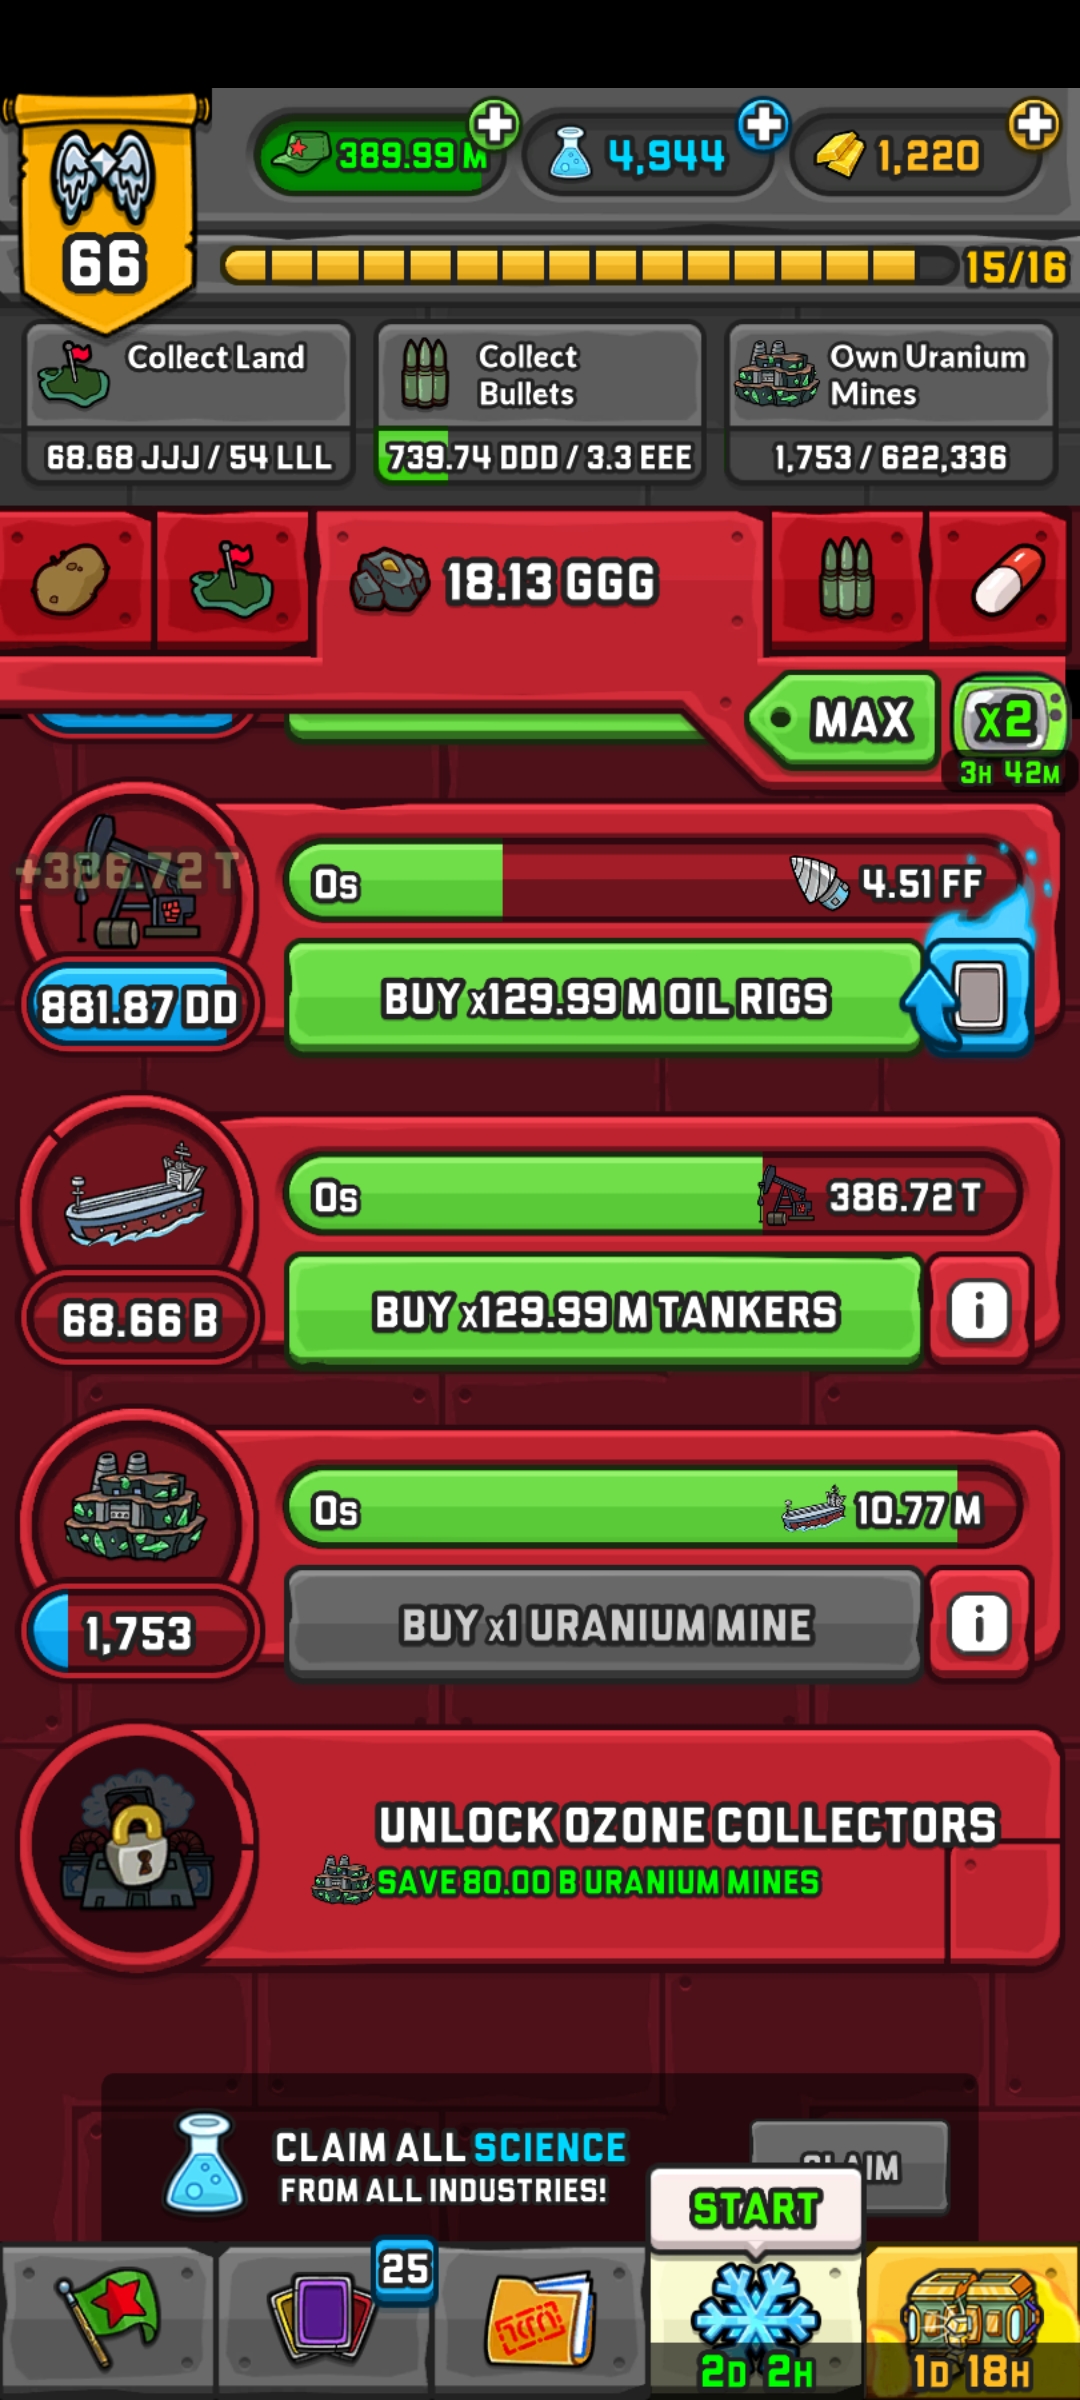 389.99 M
4,944
1,220
66
15/16
Collect Land
68.68 JJJ / 54 LLL
Collect
Bullets
739.74 DDD / 3.3 EEE
Own Uranium
Mines
1,753 / 622,336
18.13 GGG
MAX
x2
3H 42M
+386.72 T
0s
4.51 FF
881.87 DD
BUY x129.99 M OIL RIGS
0s
386.72 T
68.66 B
BUY x129.99 M TANKERS
i
0s
10.77 M
1,753
BUY x1 URANIUM MINE
i
UNLOCK OZONE COLLECTORS
SAVE 80.00 B URANIUM MINES
CLAIM ALL SCIENCE
FROM ALL INDUSTRIES!
CLAIM
START
25
2D 2H
1D 18H